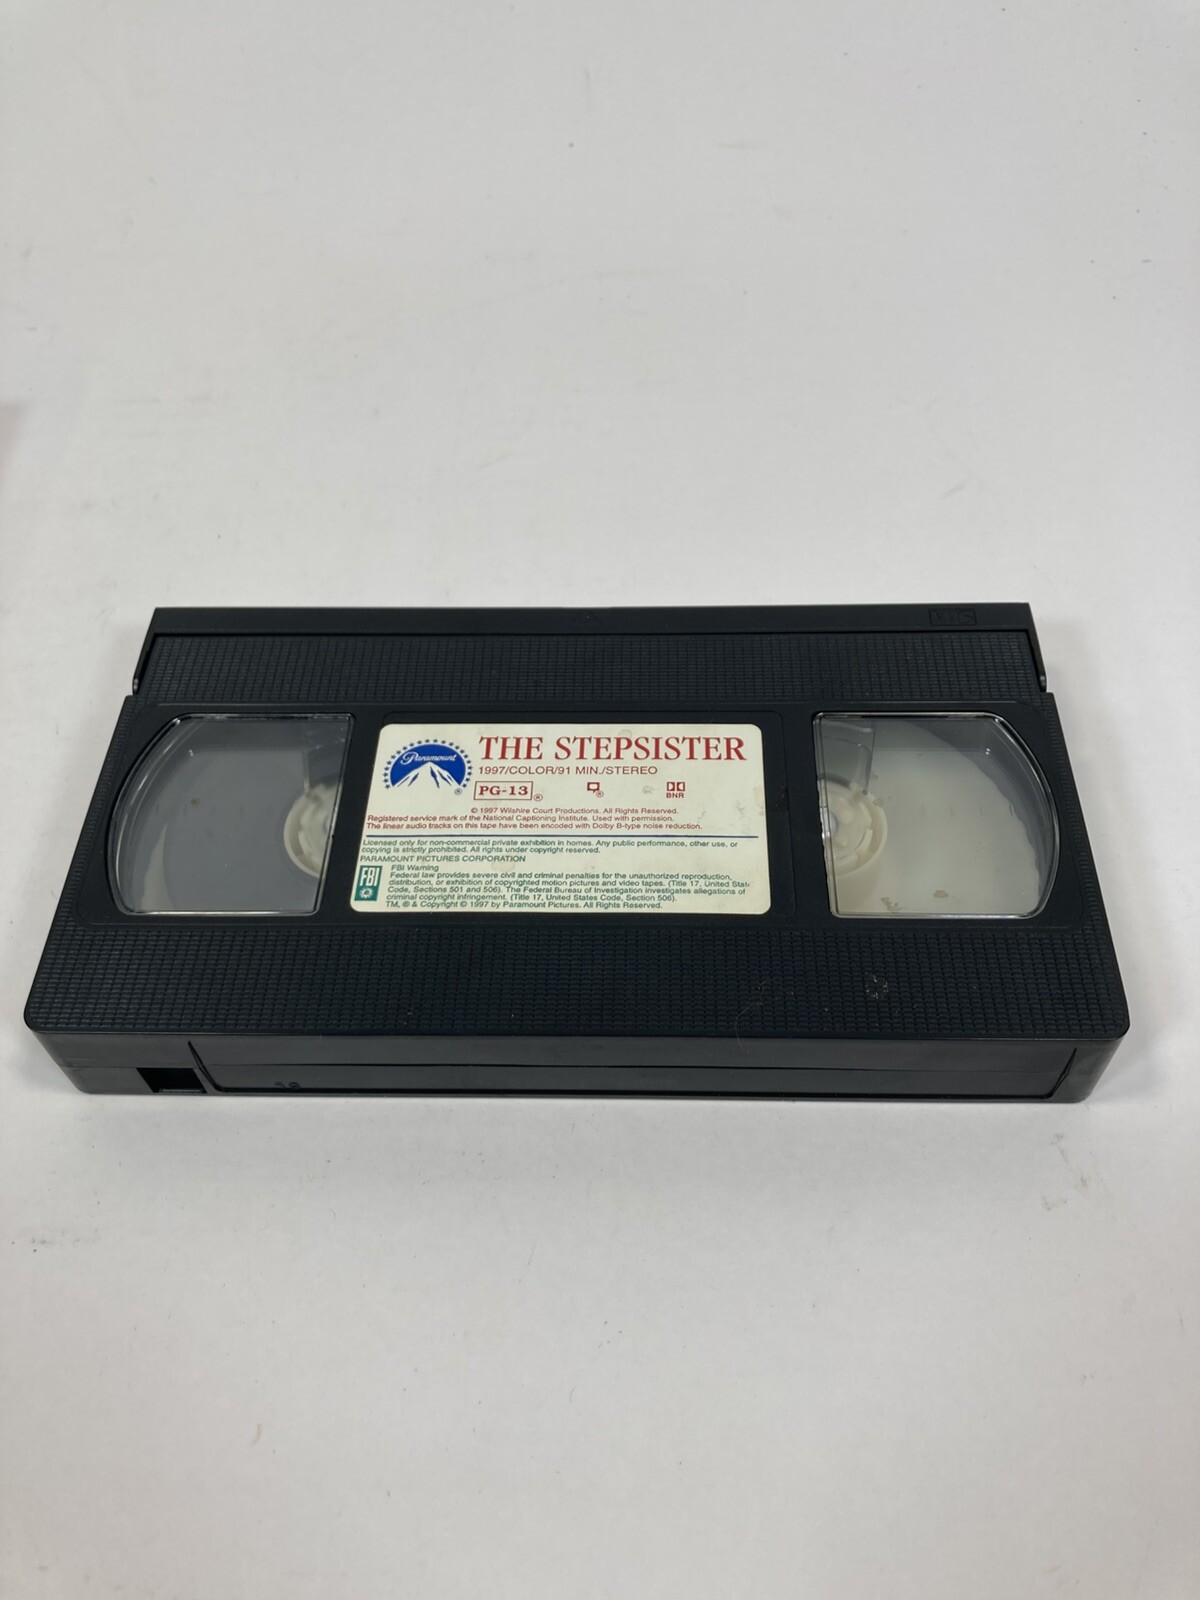 VHS
Paramount
®
THE STEPSISTER
1997/COLOR/91 MIN./STEREO
PG-13 ® ® BNR
© 1997 Wilshire Court Productions. All Rights Reserved.
Registered service mark of the National Captioning Institute. Used with permission.
The linear audio tracks on this tape have been encoded with Dolby B-type noise reduction.
Licensed only for non-commercial private exhibition in homes. Any public performance, other use, or
copying is strictly prohibited. All rights under copyright reserved.
PARAMOUNT PICTURES CORPORATION
FBI
FBI Warning
Federal law provides severe civil and criminal penalties for the unauthorized reproduction,
distribution, or exhibition of copyrighted motion pictures and video tapes. (Title 17, United Stat
Code, Sections 501 and 506). The Federal Bureau of Investigation investigates allegations of
criminal copyright infringement. (Title 17, United States Code, Section 506).
TM, ® & Copyright © 1997 by Paramount Pictures. All Rights Reserved.